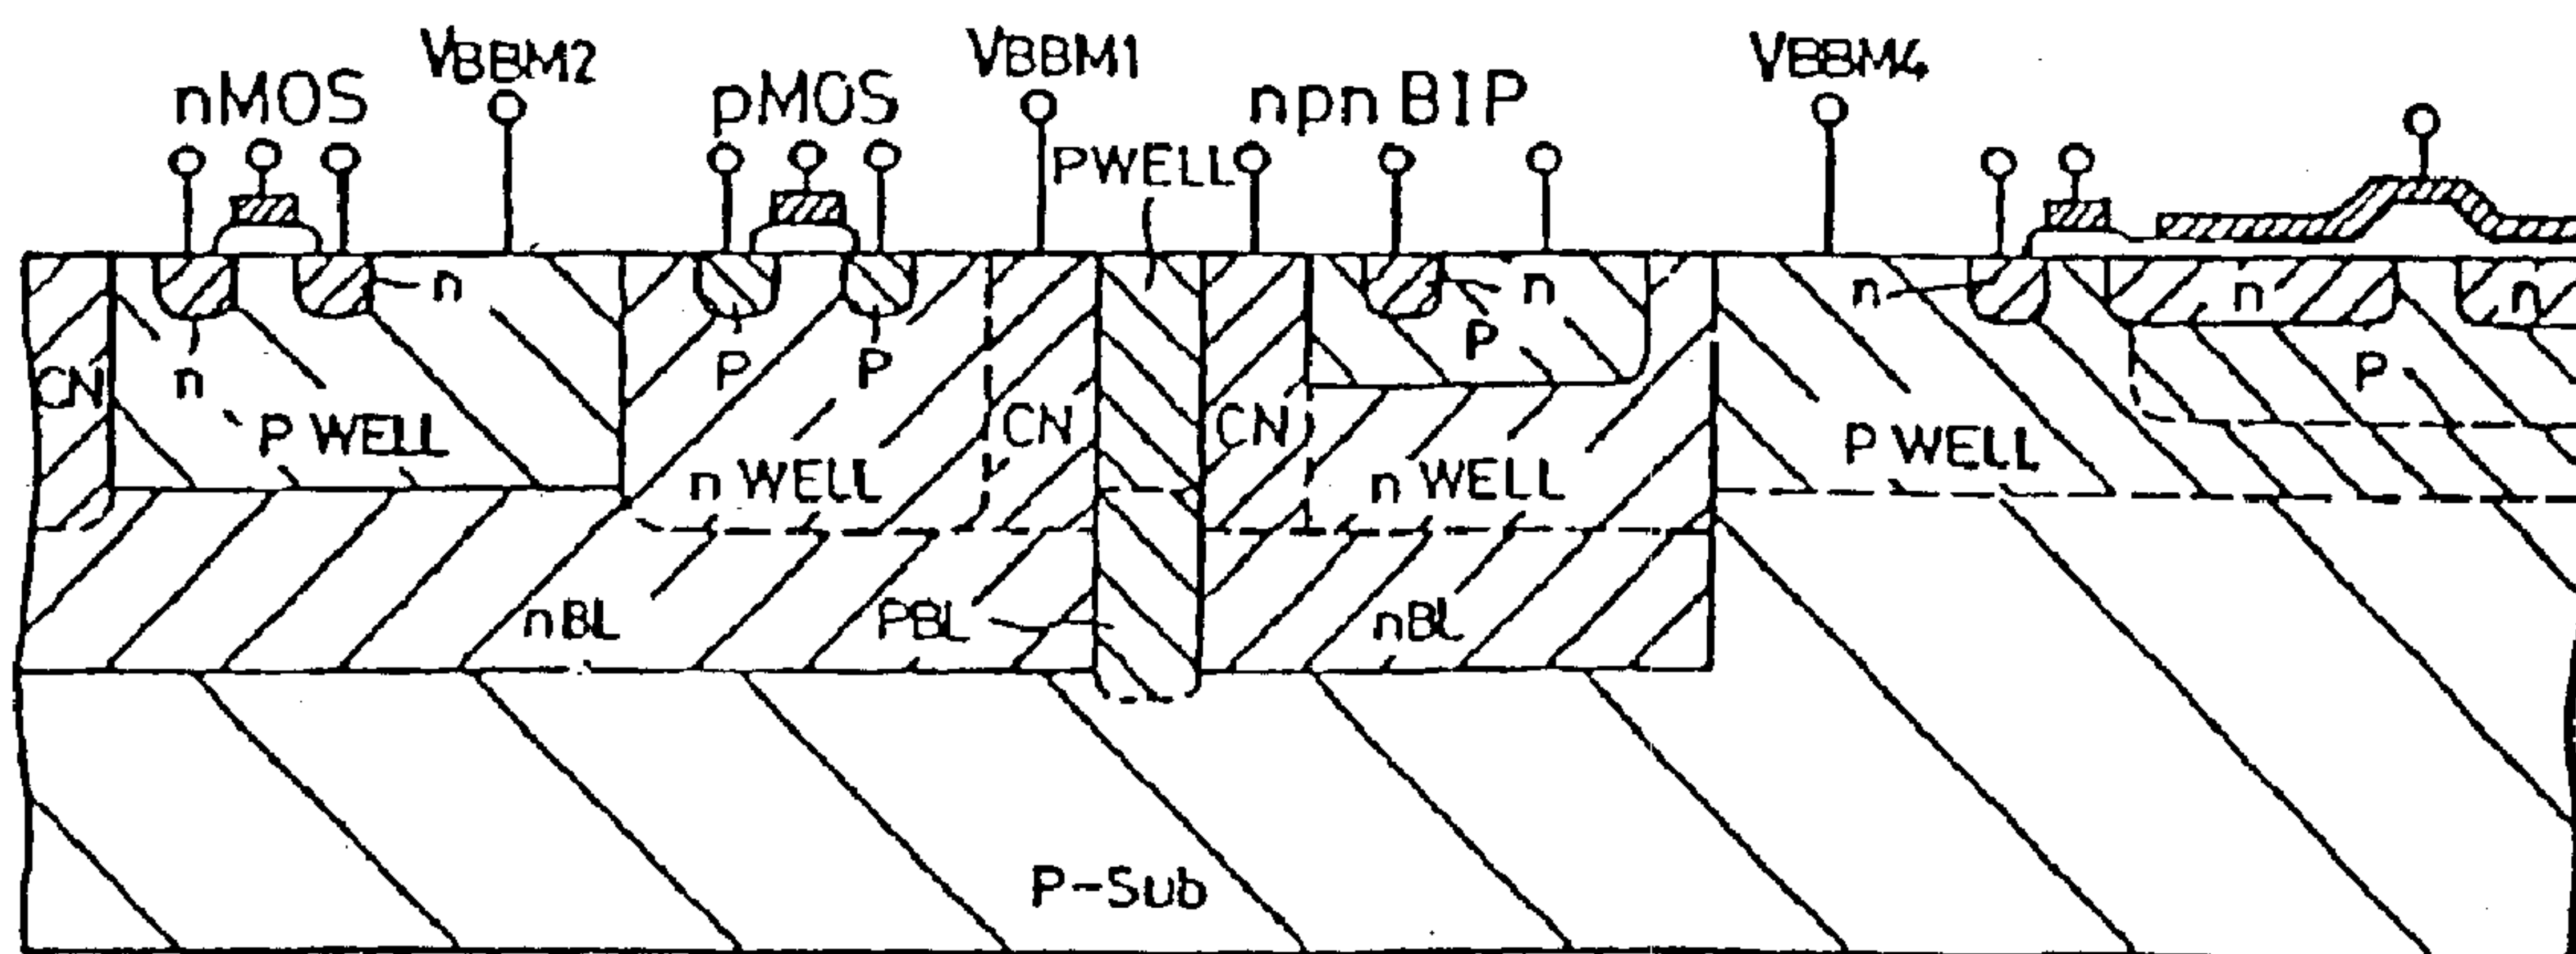 VBBM2
VBBM1
VBBM4
nMOS
pMOS
npn BIP
PWELL
n
n
n
n
n
P
P
P
P
n
CN
CN
CN
P WELL
n WELL
n WELL
P WELL
nBL
PBL
nBL
P-Sub